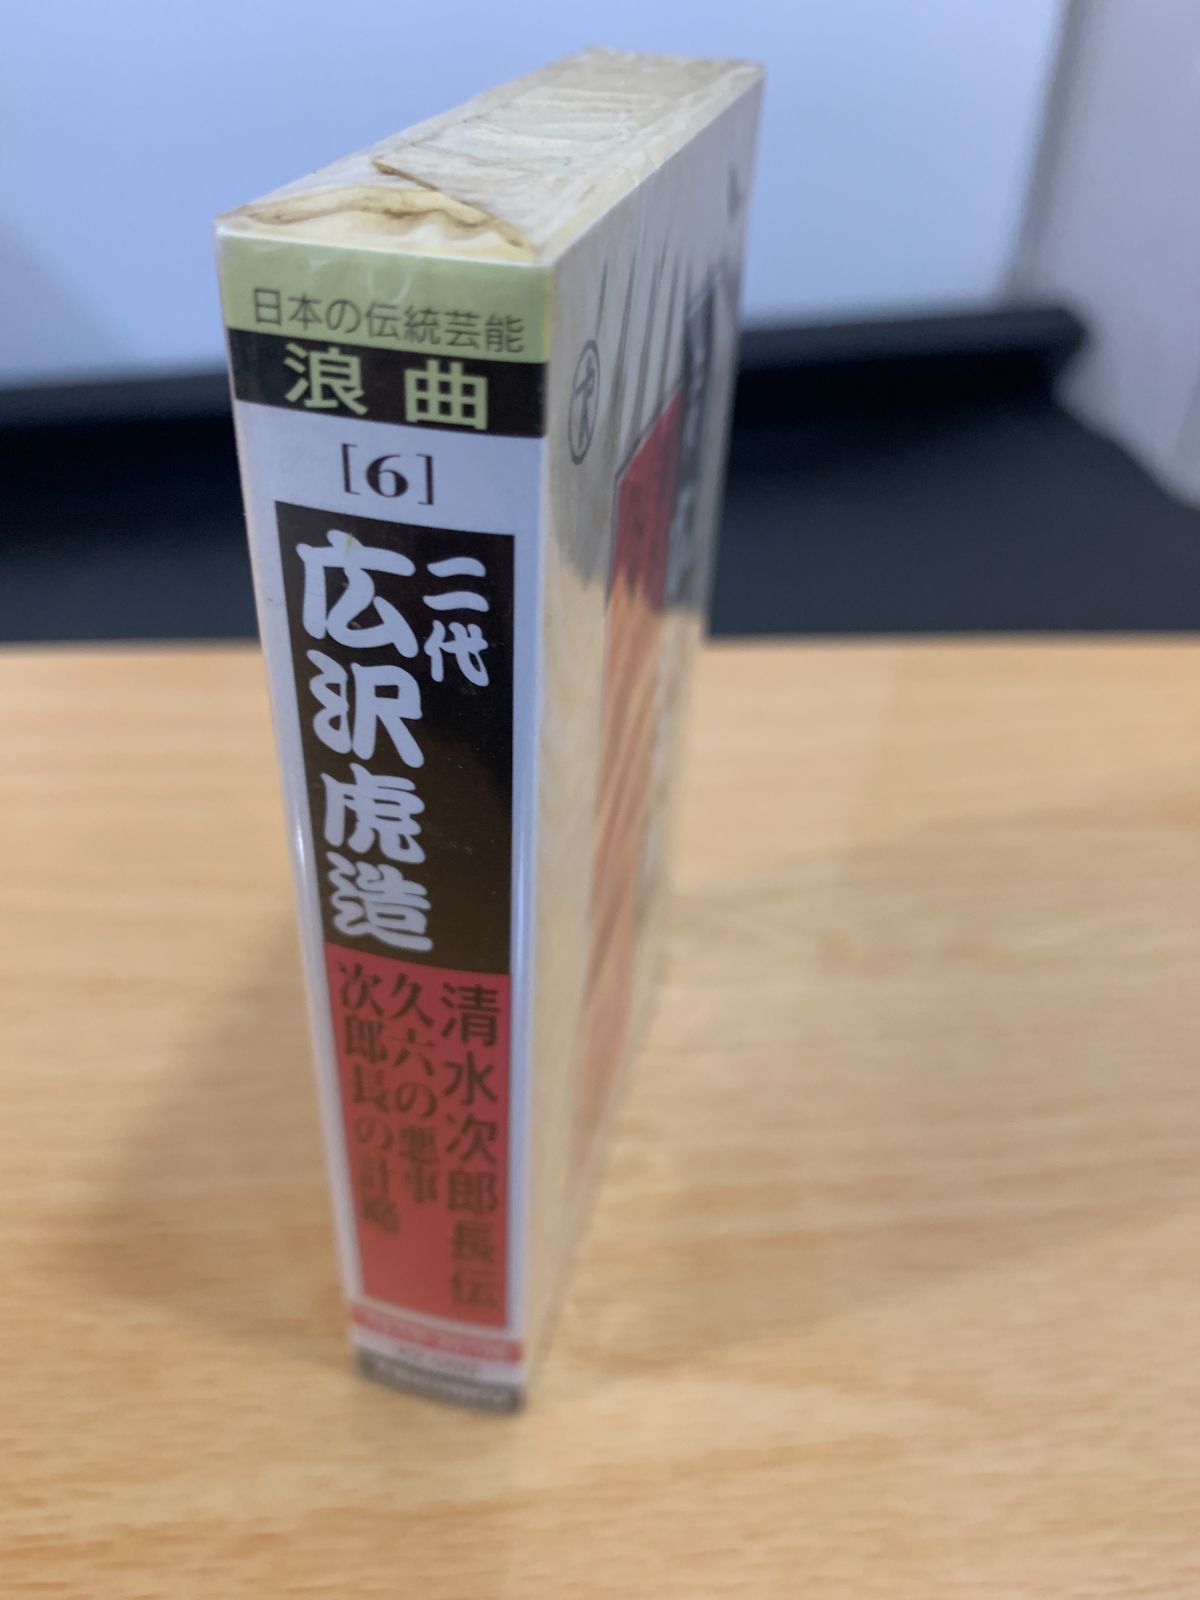 日本の伝統芸能
浪曲
[6]
二代
広沢虎造
清水次郎長伝
久六の悪事
次郎長の計略